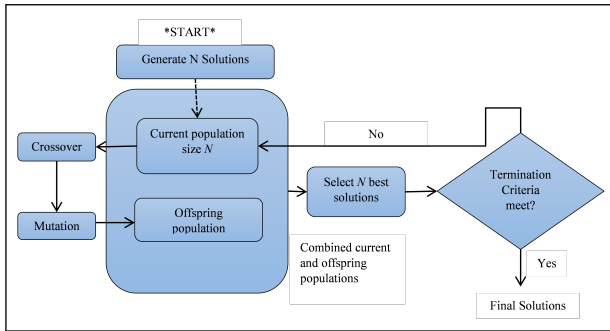 *START*
Generate N Solutions
Current population
size N
No
Crossover
Termination
Criteria
meet?
Select N best
solutions
Mutation
Offspring
population
Combined current
and offspring
populations
Yes
Final Solutions